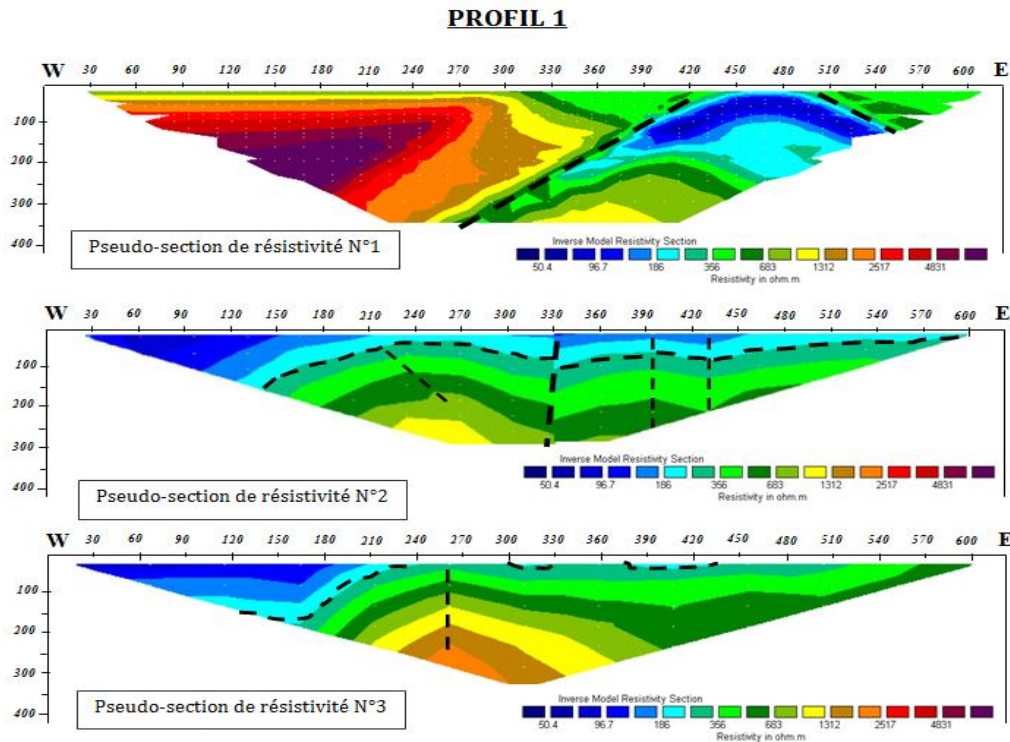 PROFIL 1
W 30 60 90 120 150 180 210 240 270 300 330 360 390 420 450 480 510 540 570 600 E
100
200
300
400
Pseudo-section de résistivité N°1
Inverse Model Resistivity Section
50.4 96.7 186 356 683 1312 2517 4831
Resistivity in ohm.m
W 30 60 90 120 150 180 210 240 270 300 330 360 390 420 450 480 510 540 570 600 E
100
200
300
400
Pseudo-section de résistivité N°2
Inverse Model Resistivity Section
50.4 96.7 186 356 683 1312 2517 4831
Resistivity in ohm.m
W 30 60 90 120 150 180 210 240 270 300 330 360 390 420 450 480 510 540 570 600 E
100
200
300
400
Pseudo-section de résistivité N°3
Inverse Model Resistivity Section
50.4 96.7 186 356 683 1312 2517 4831
Resistivity in ohm.m